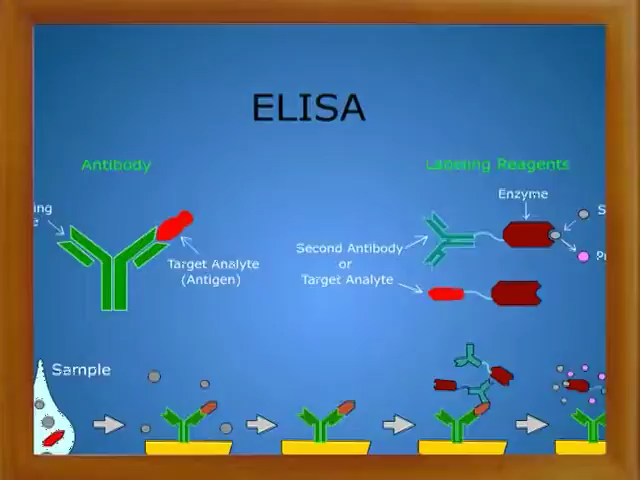 ELISA
Antibody
Labeling Reagents
Enzyme
Target Analyte
(Antigen)
Second Antibody
or
Target Analyte
Sample